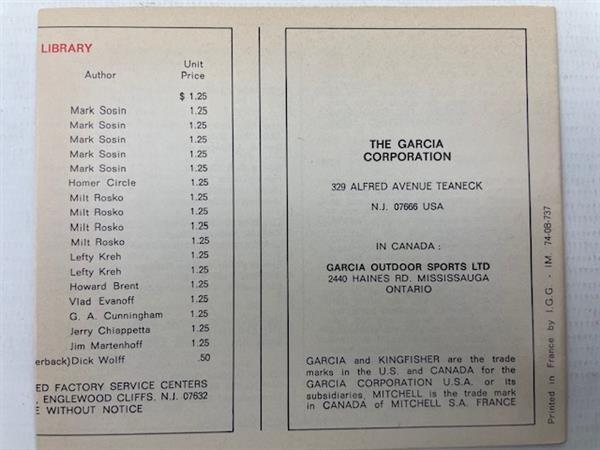 LIBRARY
Author Unit Price
$ 1.25
Mark Sosin 1.25
Mark Sosin 1.25
Mark Sosin 1.25
Mark Sosin 1.25
Mark Sosin 1.25
Homer Circle 1.25
Milt Rosko 1.25
Milt Rosko 1.25
Milt Rosko 1.25
Milt Rosko 1.25
Lefty Kreh 1.25
Lefty Kreh 1.25
Howard Brent 1.25
Vlad Evanoff 1.25
G. A. Cunningham 1.25
Jerry Chiappetta 1.25
Jim Martenhoff 1.25
erback)Dick Wolff .50
ED FACTORY SERVICE CENTERS
. ENGLEWOOD CLIFFS, N.J. 07632
E WITHOUT NOTICE
THE GARCIA
CORPORATION
329 ALFRED AVENUE TEANECK
N.J. 07666 USA
IN CANADA :
GARCIA OUTDOOR SPORTS LTD
2440 HAINES RD. MISSISSAUGA
ONTARIO
GARCIA and KINGFISHER are the trade
marks in the U.S. and CANADA for the
GARCIA CORPORATION U.S.A. or its
subsidiaries. MITCHELL is the trade mark
in CANADA of MITCHELL S.A. FRANCE
Printed in France by I.G.G - IM. 74-08-737